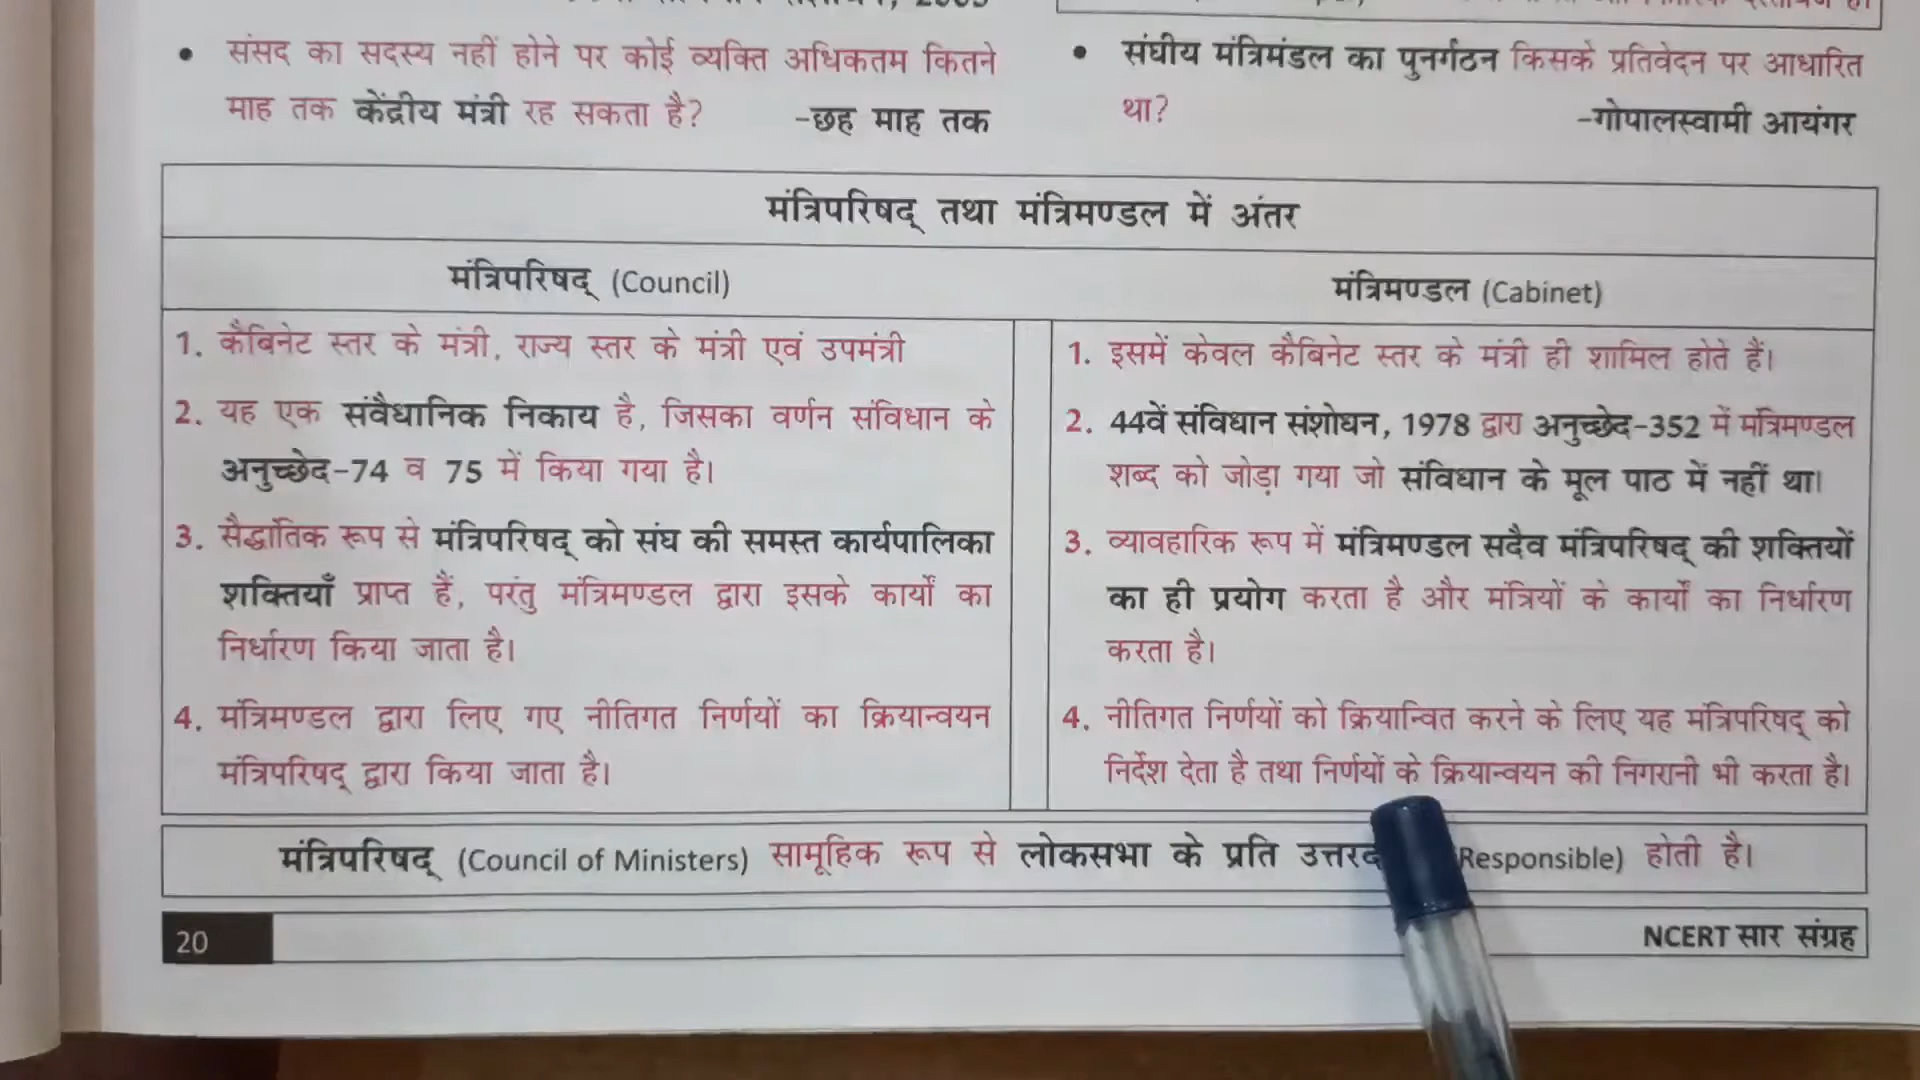 2003
• संसद का सदस्य नहीं होने पर कोई व्यक्ति अधिकतम कितने
माह तक केंद्रीय मंत्री रह सकता है? -छह माह तक
• संघीय मंत्रिमंडल का पुनर्गठन किसके प्रतिवेदन पर आधारित
था? -गोपालस्वामी आयंगर
मंत्रिपरिषद् तथा मंत्रिमण्डल में अंतर
मंत्रिपरिषद् (Council)
1. कैबिनेट स्तर के मंत्री, राज्य स्तर के मंत्री एवं उपमंत्री
2. यह एक संवैधानिक निकाय है, जिसका वर्णन संविधान के
अनुच्छेद-74 व 75 में किया गया है।
3. सैद्धांतिक रूप से मंत्रिपरिषद् को संघ की समस्त कार्यपालिका
शक्तियाँ प्राप्त हैं, परंतु मंत्रिमण्डल द्वारा इसके कार्यों का
निर्धारण किया जाता है।
4. मंत्रिमण्डल द्वारा लिए गए नीतिगत निर्णयों का क्रियान्वयन
मंत्रिपरिषद् द्वारा किया जाता है।
मंत्रिमण्डल (Cabinet)
1. इसमें केवल कैबिनेट स्तर के मंत्री ही शामिल होते हैं।
2. 44वें संविधान संशोधन, 1978 द्वारा अनुच्छेद-352 में मंत्रिमण्डल
शब्द को जोड़ा गया जो संविधान के मूल पाठ में नहीं था।
3. व्यावहारिक रूप में मंत्रिमण्डल सदैव मंत्रिपरिषद् की शक्तियों
का ही प्रयोग करता है और मंत्रियों के कार्यों का निर्धारण
करता है।
4. नीतिगत निर्णयों को क्रियान्वित करने के लिए यह मंत्रिपरिषद् को
निर्देश देता है तथा निर्णयों के क्रियान्वयन की निगरानी भी करता है।
मंत्रिपरिषद् (Council of Ministers) सामूहिक रूप से लोकसभा के प्रति (Responsible) होती है।
20
NCERT सार संग्रह